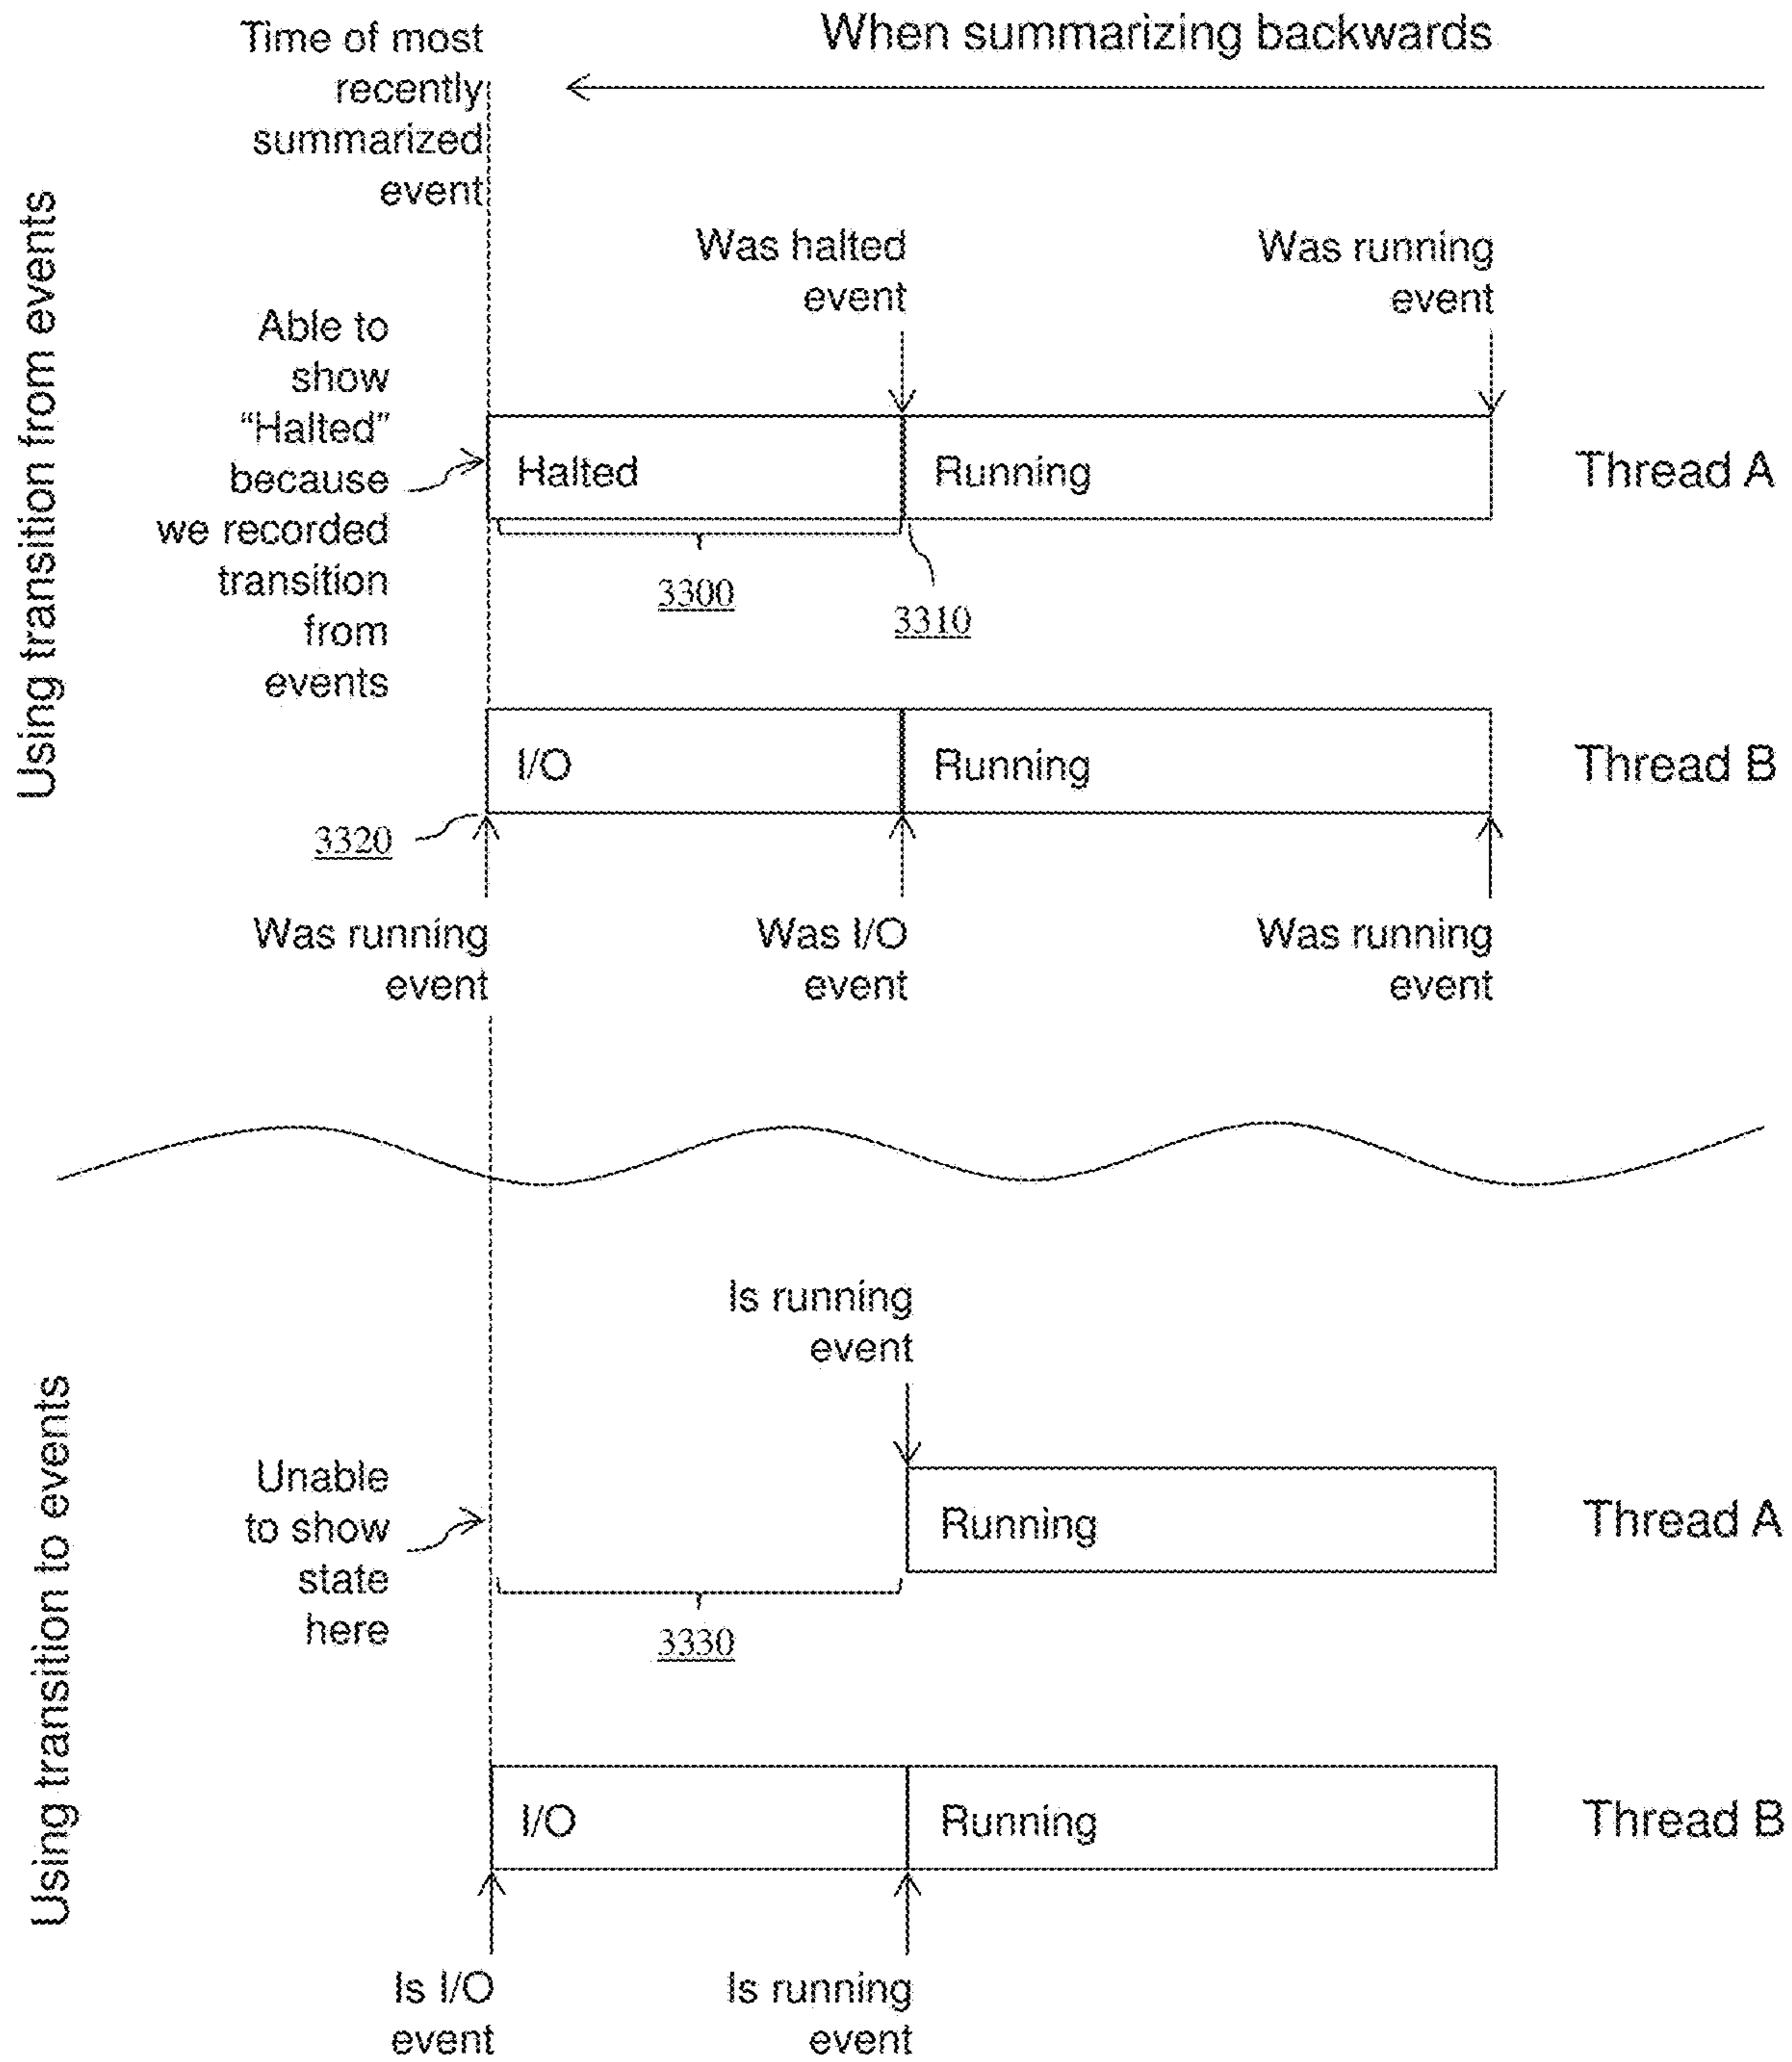 When summarizing backwards
Time of most
recently
summarized
event
Using transition from events
Was halted
event
Was running
event
Able to
show
“Halted”
because
we recorded
transition
from
events
Halted
Running
Thread A
3300
3310
I/O
Running
Thread B
3320
Was running
event
Was I/O
event
Was running
event
Using transition to events
Is running
event
Unable
to show
state
here
Running
Thread A
3330
I/O
Running
Thread B
Is I/O
event
Is running
event